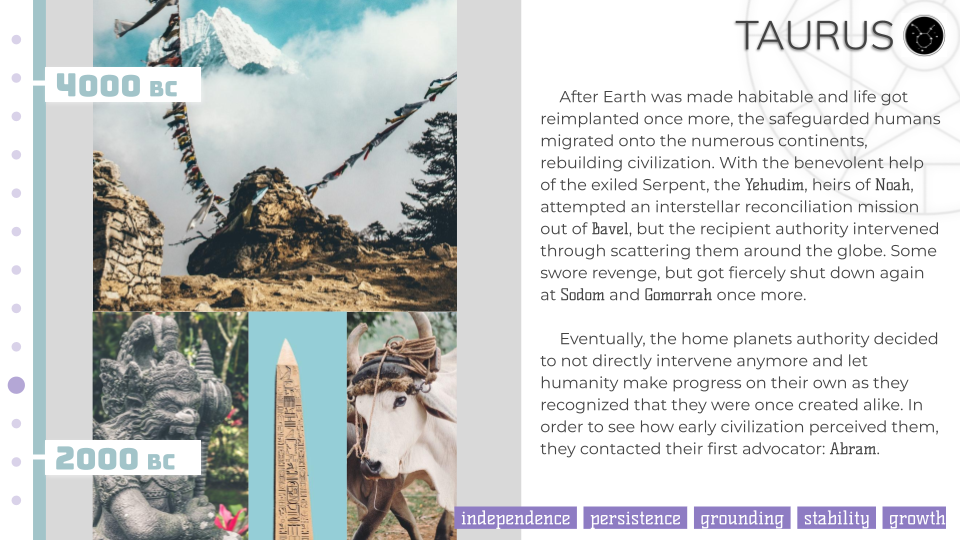 TAURUS
4000 BC
After Earth was made habitable and life got
reimplanted once more, the safeguarded humans
migrated onto the numerous continents,
rebuilding civilization. With the benevolent help
of the exiled Serpent, the Yehudim, heirs of Noah,
attempted an interstellar reconciliation mission
out of Bavel, but the recipient authority intervened
through scattering them around the globe. Some
swore revenge, but got fiercely shut down again
at Sodom and Gomorrah once more.
Eventually, the home planets authority decided
to not directly intervene anymore and let
humanity make progress on their own as they
recognized that they were once created alike. In
order to see how early civilization perceived them,
they contacted their first advocator: Abram.
2000 BC
independence persistence grounding stability growth